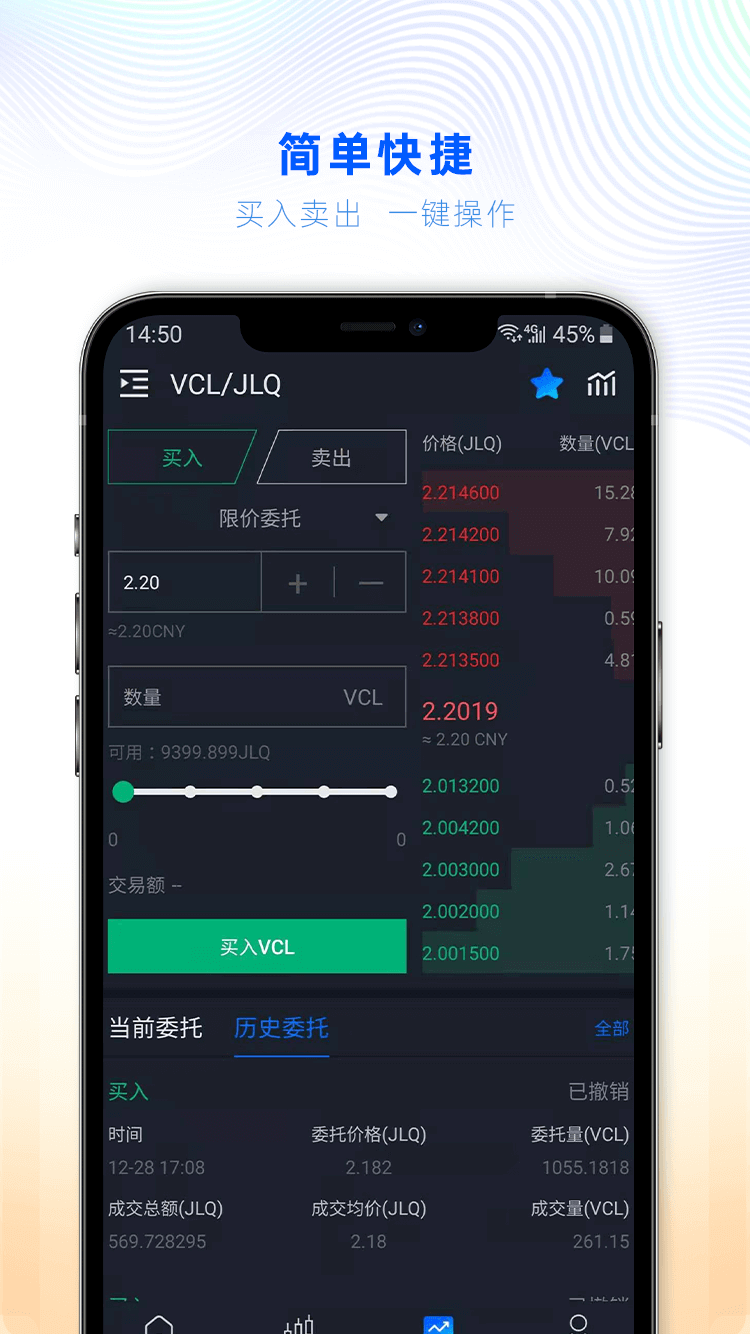 简单快捷
买入卖出 一键操作
14:50
4G 45%
VCL/JLQ
买入 卖出
限价委托
2.20
≈2.20CNY
数量 VCL
可用：9399.899JLQ
0 0
交易额 --
买入VCL
价格(JLQ) 数量(VCL
2.214600 15.28
2.214200 7.92
2.214100 10.09
2.213800 0.59
2.213500 4.81
2.2019
≈ 2.20 CNY
2.013200 0.52
2.004200 1.06
2.003000 2.67
2.002000 1.14
2.001500 1.75
当前委托 历史委托 全部
买入 已撤销
时间 委托价格(JLQ) 委托量(VCL)
12-28 17:08 2.182 1055.1818
成交总额(JLQ) 成交均价(JLQ) 成交量(VCL)
569.728295 2.18 261.15